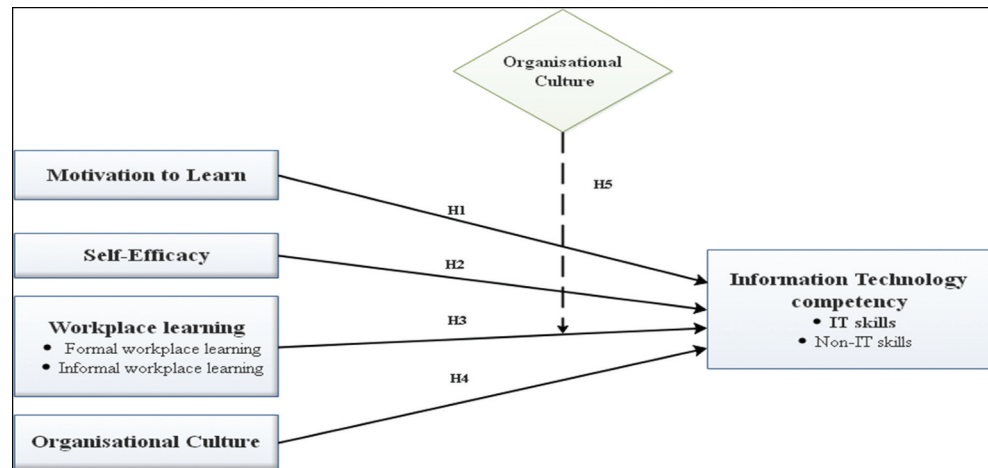 Organisational
Culture
Motivation to Learn
H5
H1
Self-Efficacy
H2
Information Technology
competency
• IT skills
• Non-IT skills
Workplace learning
• Formal workplace learning
• Informal workplace learning
H3
H4
Organisational Culture